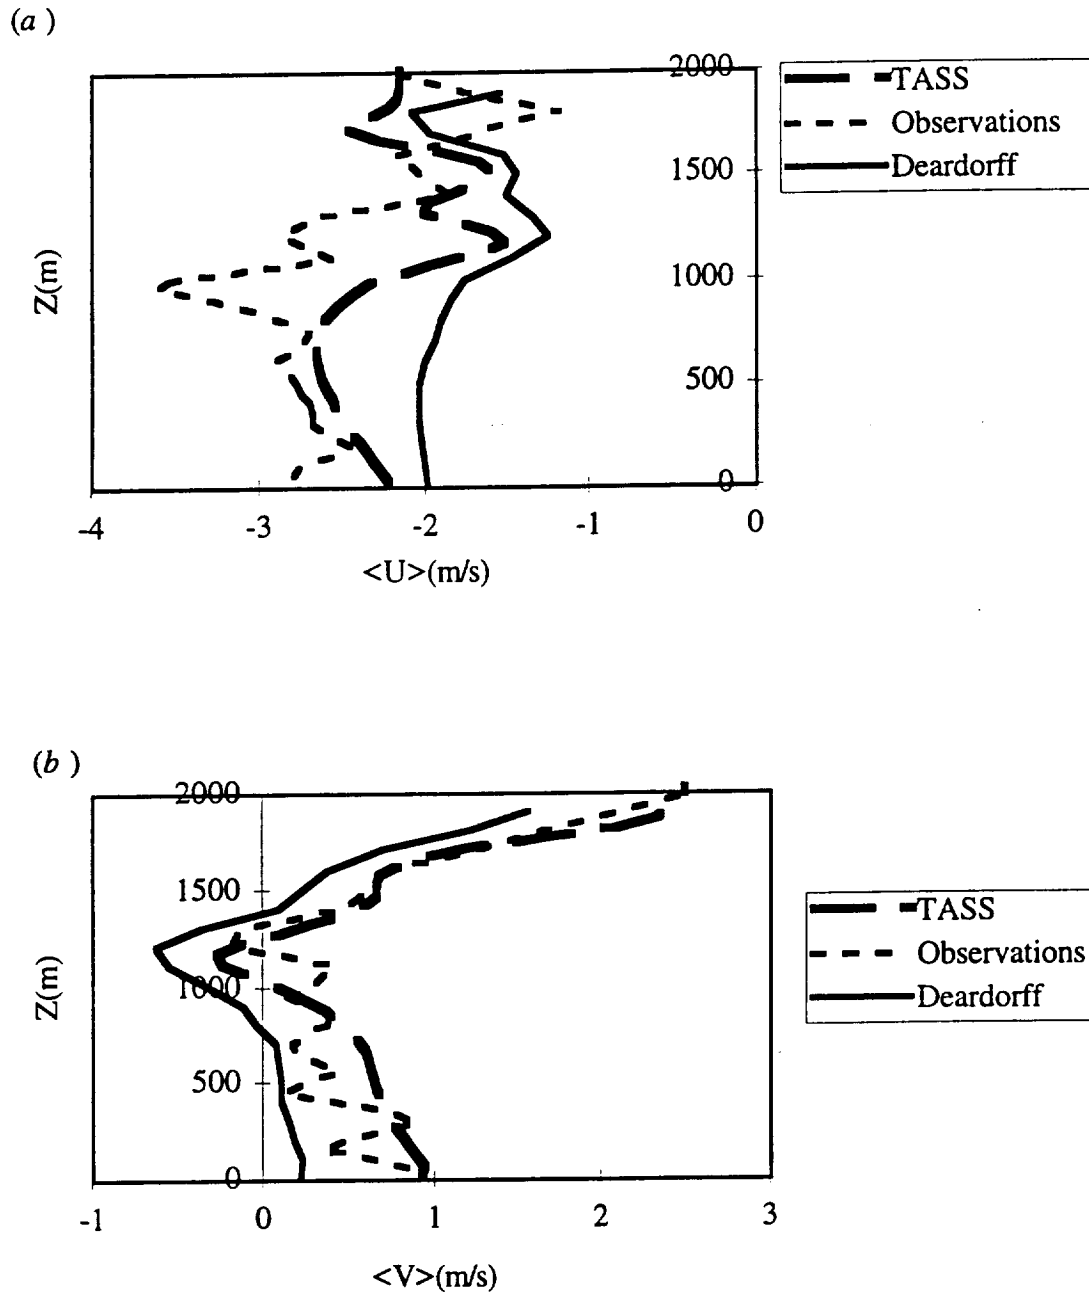 (a)
2000
1500
1000
500
0
Z(m)
-4 -3 -2 -1 0
<U>(m/s)
TASS
Observations
Deardorff
(b)
2000
1500
1000
500
0
Z(m)
-1 0 1 2 3
<V>(m/s)
TASS
Observations
Deardorff